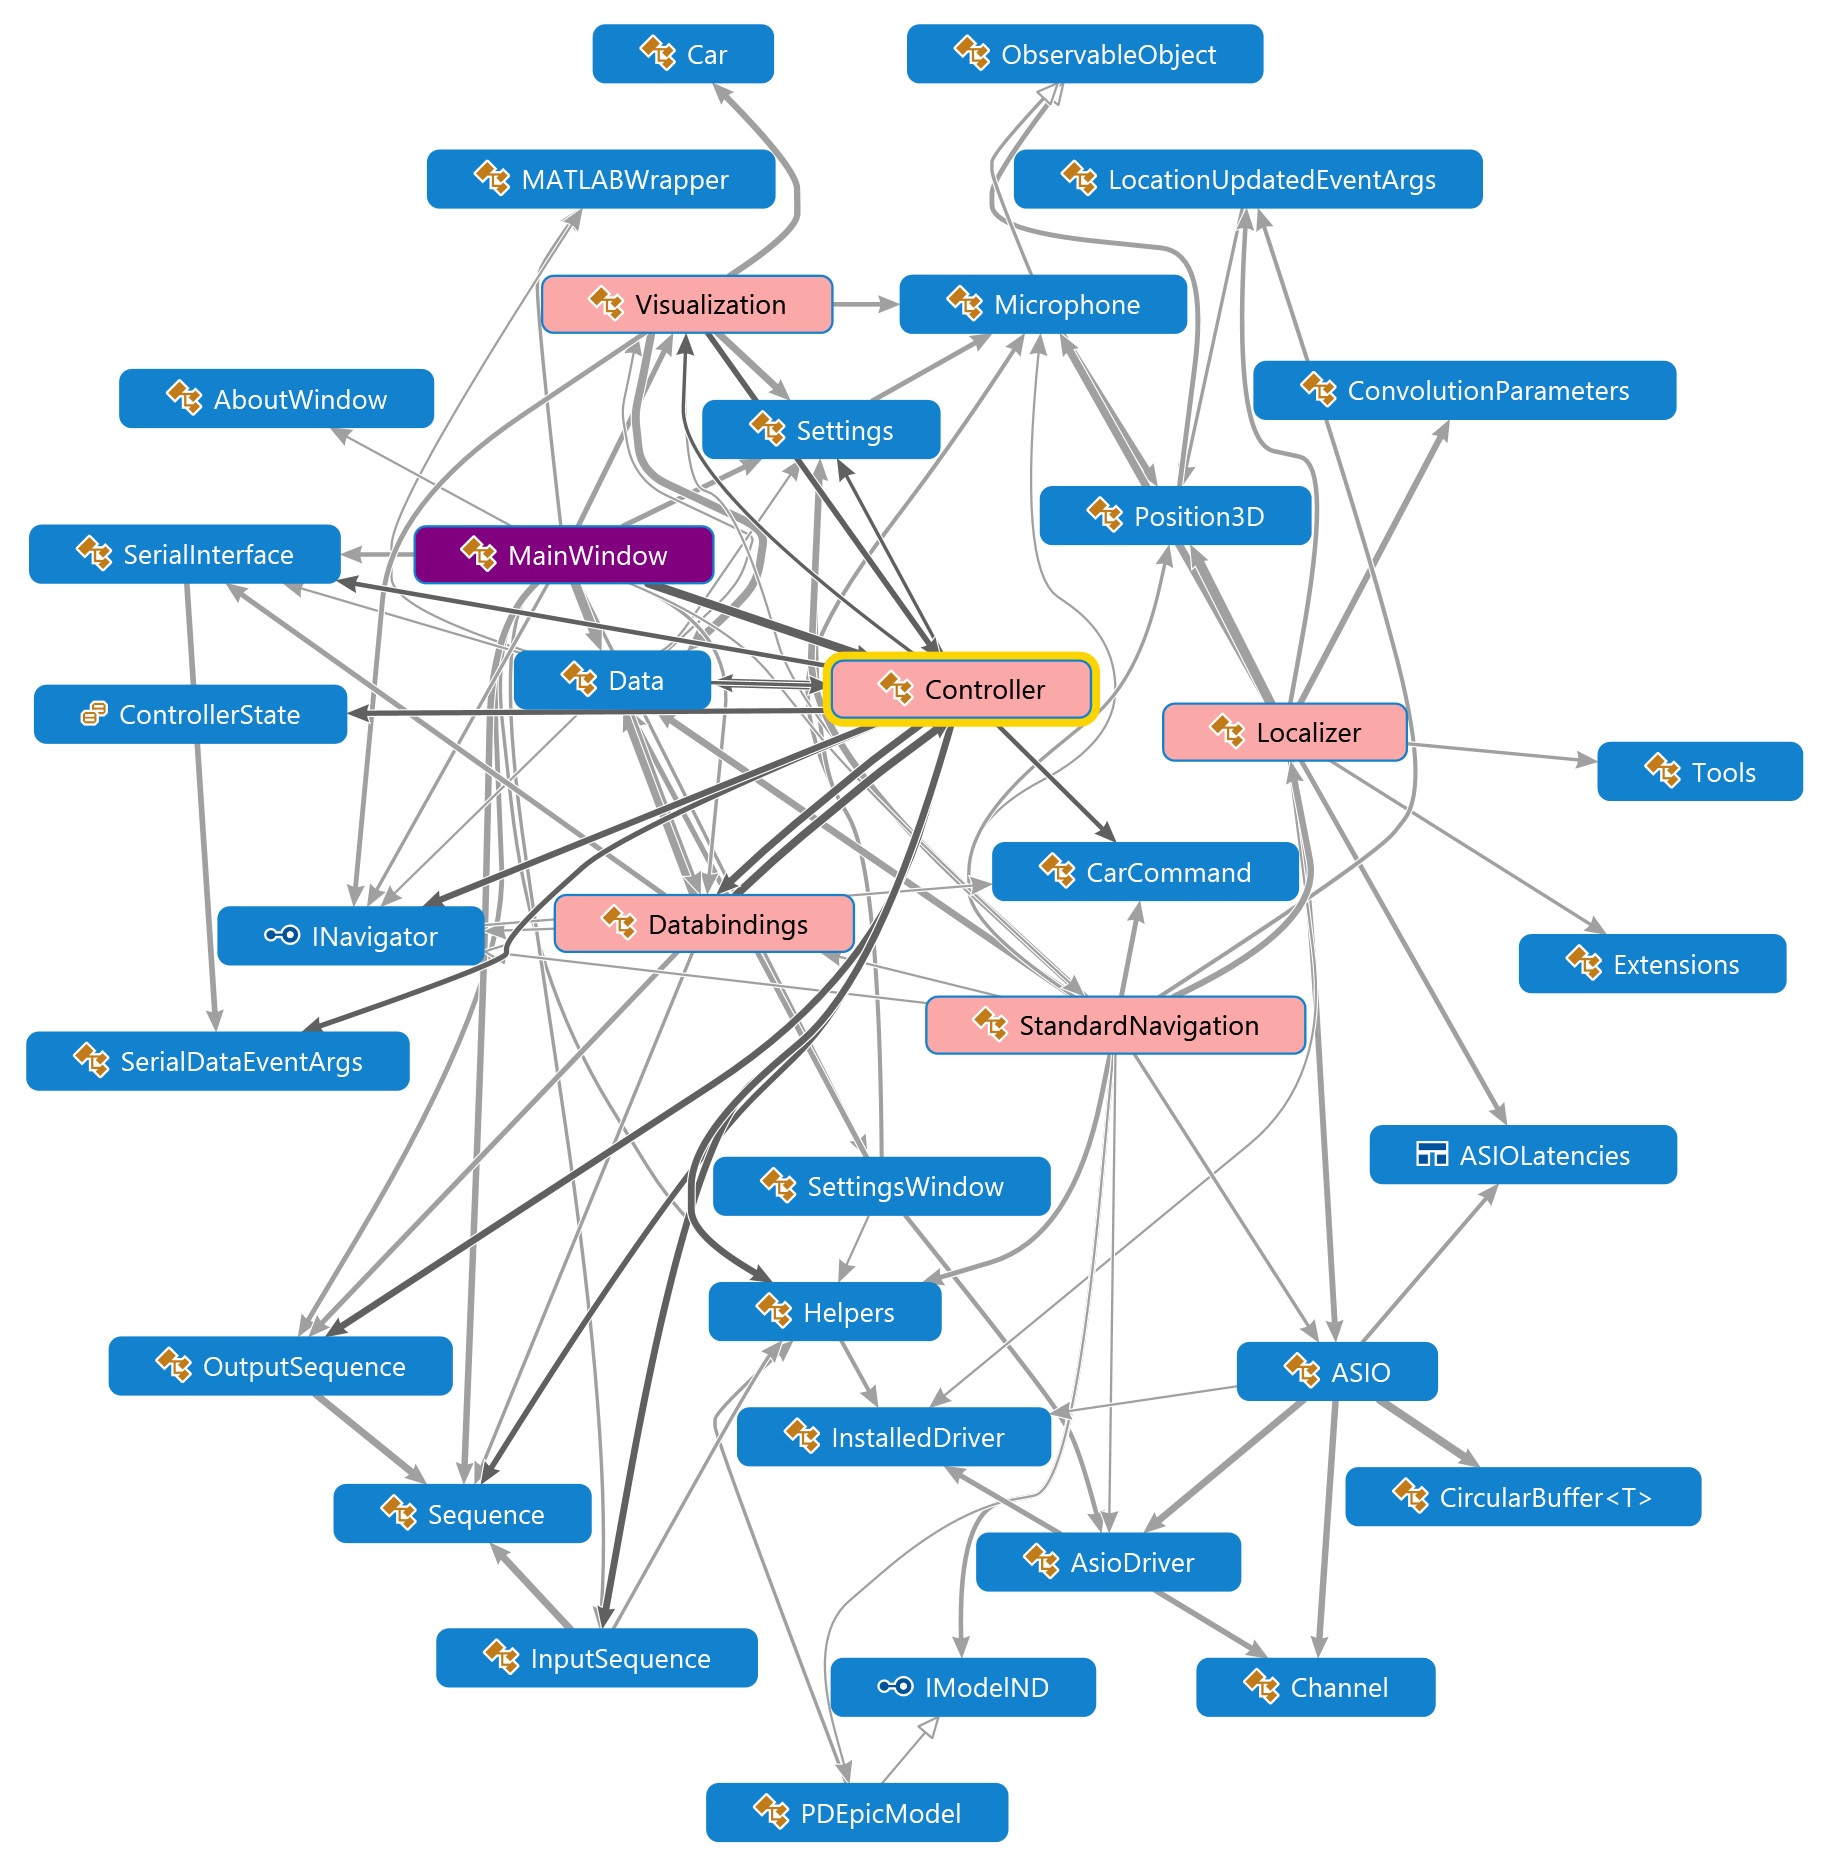 Car
ObservableObject
MATLABWrapper
LocationUpdatedEventArgs
Visualization
Microphone
AboutWindow
Settings
ConvolutionParameters
Position3D
SerialInterface
MainWindow
Data
Controller
ControllerState
Localizer
Tools
CarCommand
INavigator
Databindings
Extensions
StandardNavigation
SerialDataEventArgs
ASIOLatencies
SettingsWindow
Helpers
OutputSequence
ASIO
InstalledDriver
CircularBuffer<T>
Sequence
AsioDriver
InputSequence
IModelND
Channel
PDEpicModel